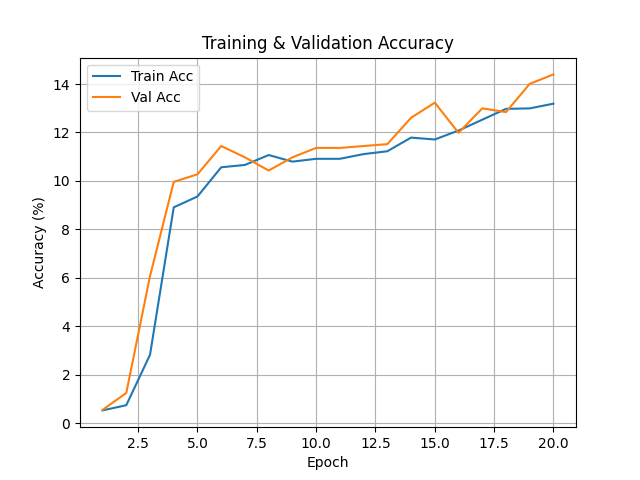 Training & Validation Accuracy
Train Acc
Val Acc
14
12
10
8
6
4
2
0
Accuracy (%)
2.5 5.0 7.5 10.0 12.5 15.0 17.5 20.0
Epoch